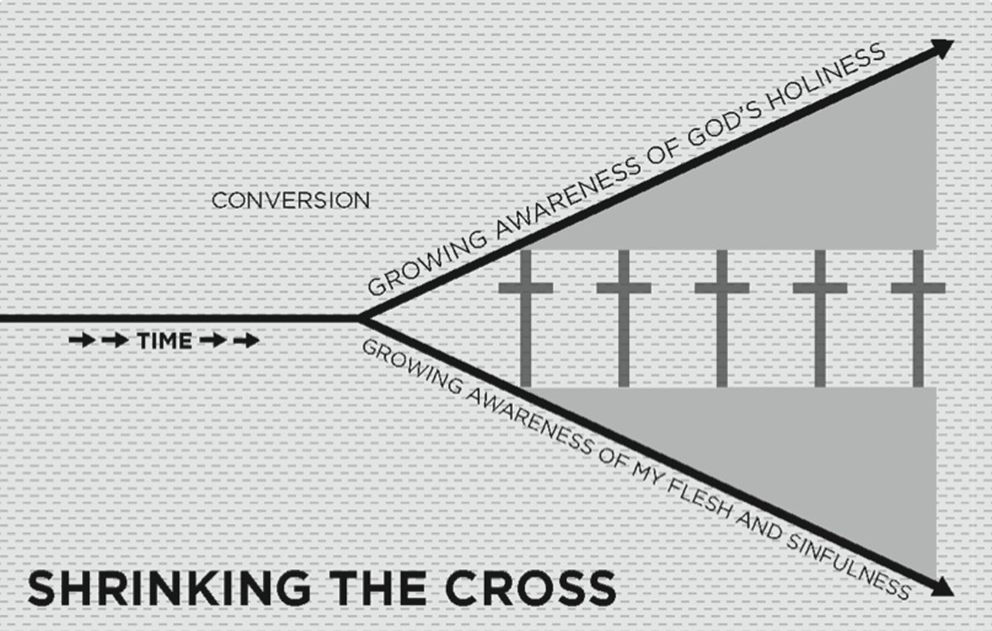 CONVERSION
GROWING AWARENESS OF GOD'S HOLINESS
TIME
GROWING AWARENESS OF MY FLESH AND SINFULNESS
SHRINKING THE CROSS